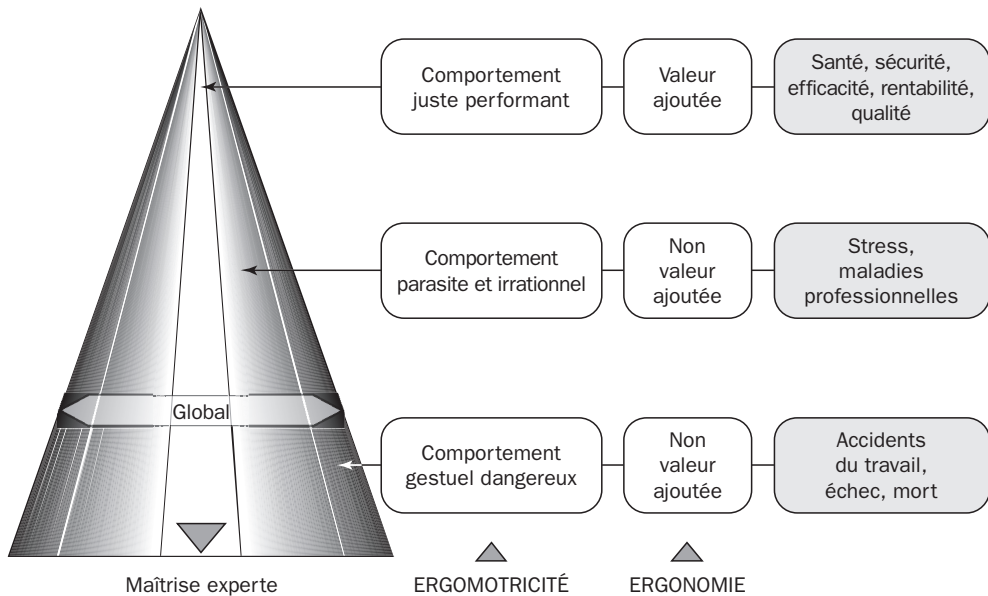 Comportement
juste performant
Valeur
ajoutée
Santé, sécurité,
efficacité, rentabilité,
qualité
Comportement
parasite et irrationnel
Non
valeur
ajoutée
Stress,
maladies
professionnelles
Global
Comportement
gestuel dangereux
Non
valeur
ajoutée
Accidents
du travail,
échec, mort
Maîtrise experte
ERGOMOTRICITÉ
ERGONOMIE